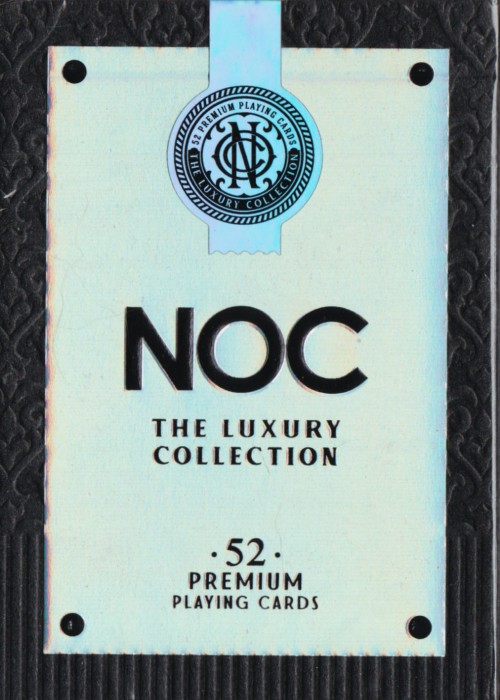 52 PREMIUM PLAYING CARDS
NOC
THE LUXURY COLLECTION
NOC
THE LUXURY
COLLECTION
·52·
PREMIUM
PLAYING CARDS